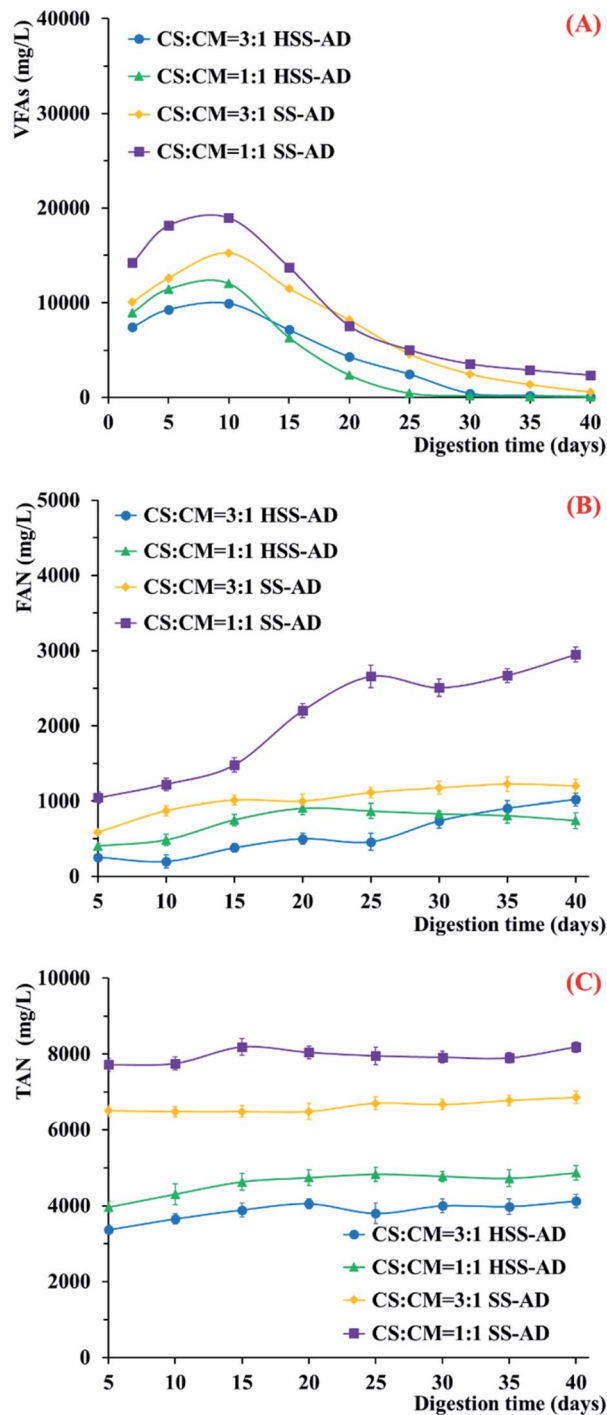 (A)
VFAs (mg/L)
40000
30000
20000
10000
0
CS:CM=3:1 HSS-AD
CS:CM=1:1 HSS-AD
CS:CM=3:1 SS-AD
CS:CM=1:1 SS-AD
0 5 10 15 20 25 30 35 40
Digestion time (days)
(B)
FAN (mg/L)
5000
4000
3000
2000
1000
0
CS:CM=3:1 HSS-AD
CS:CM=1:1 HSS-AD
CS:CM=3:1 SS-AD
CS:CM=1:1 SS-AD
5 10 15 20 25 30 35 40
Digestion time (days)
(C)
TAN (mg/L)
10000
8000
6000
4000
2000
0
CS:CM=3:1 HSS-AD
CS:CM=1:1 HSS-AD
CS:CM=3:1 SS-AD
CS:CM=1:1 SS-AD
5 10 15 20 25 30 35 40
Digestion time (days)